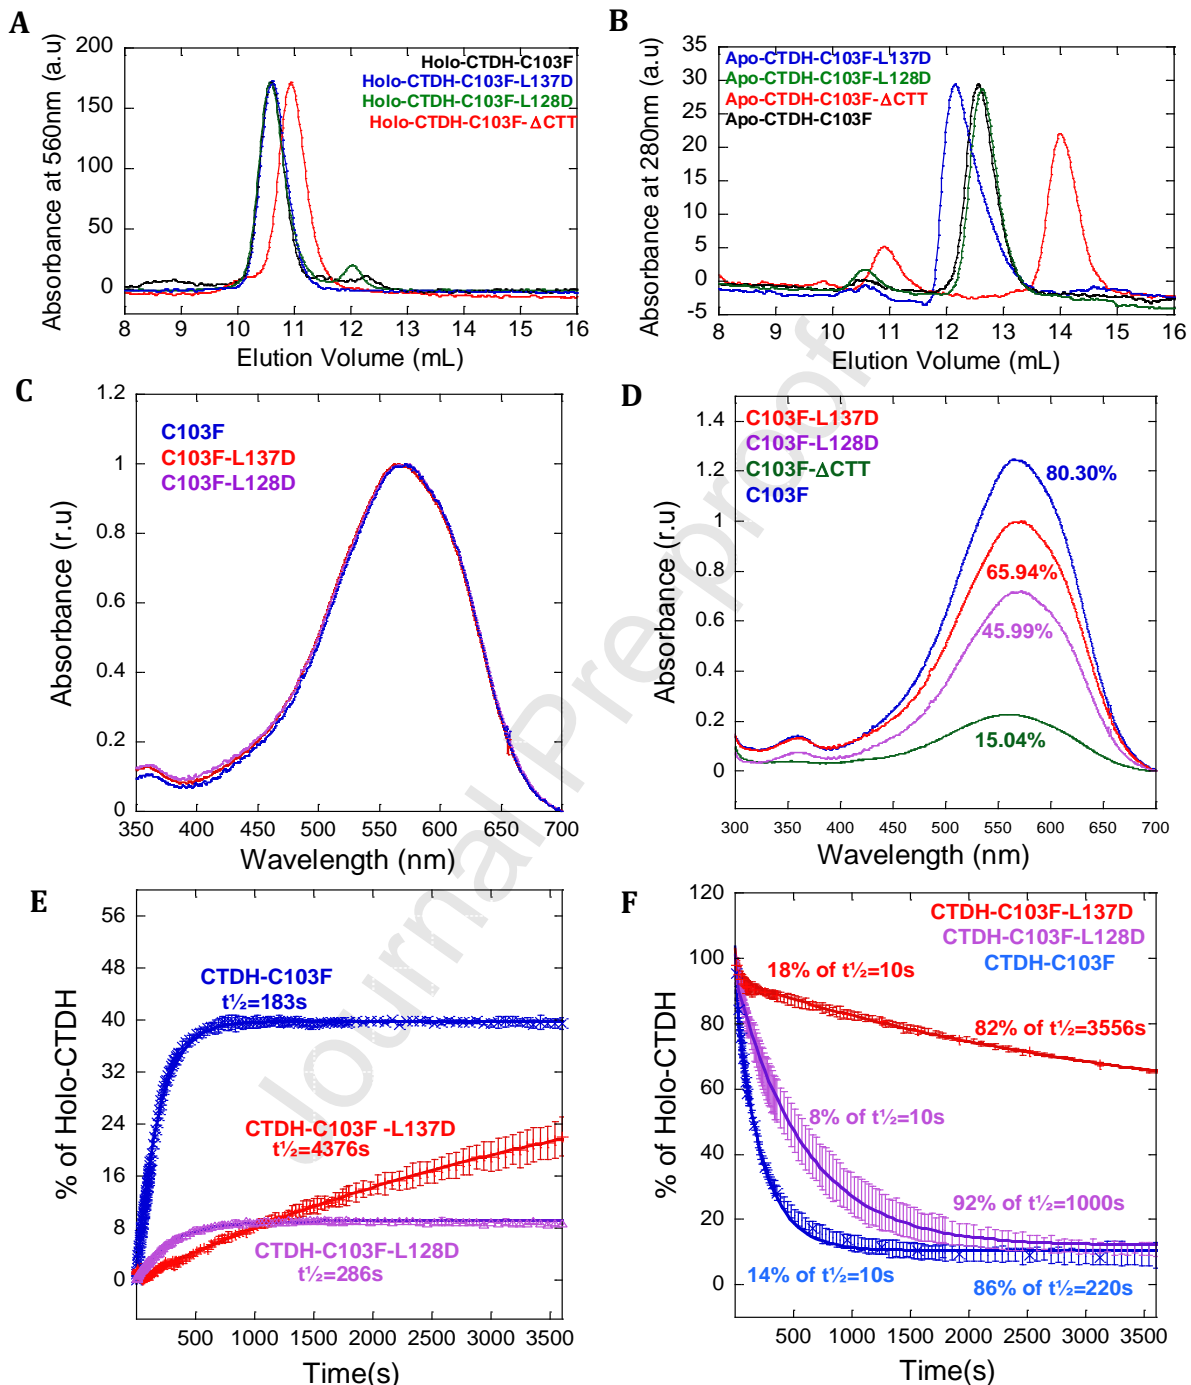 A
Absorbance at 560nm (a.u)
200
150
100
50
0
8 9 10 11 12 13 14 15 16
Elution Volume (mL)
Holo-CTDH-C103F
Holo-CTDH-C103F-L137D
Holo-CTDH-C103F-L128D
Holo-CTDH-C103F-ΔCTT
B
Absorbance at 280nm (a.u)
35
30
25
20
15
10
5
0
-5
8 9 10 11 12 13 14 15 16
Elution Volume (mL)
Apo-CTDH-C103F-L137D
Apo-CTDH-C103F-L128D
Apo-CTDH-C103F-ΔCTT
Apo-CTDH-C103F
C
Absorbance (r.u)
1.2
1
0.8
0.6
0.4
0.2
0
350 400 450 500 550 600 650 700
Wavelength (nm)
C103F
C103F-L137D
C103F-L128D
D
Absorbance (r.u)
1.4
1.2
1
0.8
0.6
0.4
0.2
0
300 350 400 450 500 550 600 650 700
Wavelength (nm)
C103F-L137D
C103F-L128D
C103F-ΔCTT
C103F
80.30%
65.94%
45.99%
15.04%
E
% of Holo-CTDH
56
48
40
32
24
16
8
0
500 1000 1500 2000 2500 3000 3500
Time(s)
CTDH-C103F
t½=183s
CTDH-C103F -L137D
t½=4376s
CTDH-C103F-L128D
t½=286s
F
% of Holo-CTDH
120
100
80
60
40
20
0
500 1000 1500 2000 2500 3000 3500
Time(s)
CTDH-C103F-L137D
CTDH-C103F-L128D
CTDH-C103F
18% of t½=10s
82% of t½=3556s
8% of t½=10s
92% of t½=1000s
14% of t½=10s
86% of t½=220s
Journal Pre-proof